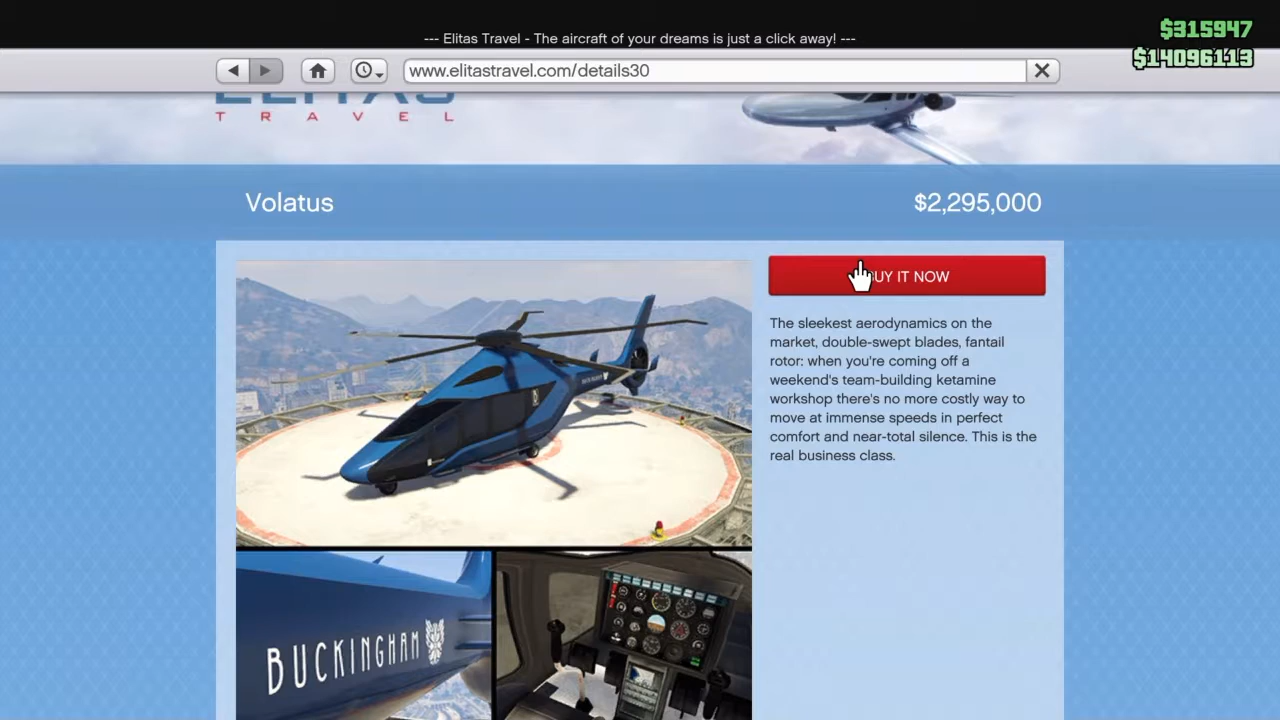 $315947
--- Elitas Travel - The aircraft of your dreams is just a click away! ---
$14096113
www.elitastravel.com/details30
ELITAS
TRAVEL
Volatus
$2,295,000
BUY IT NOW
The sleekest aerodynamics on the
market, double-swept blades, fantail
rotor: when you're coming off a
weekend's team-building ketamine
workshop there's no more costly way to
move at immense speeds in perfect
comfort and near-total silence. This is the
real business class.
BUCKINGHAM